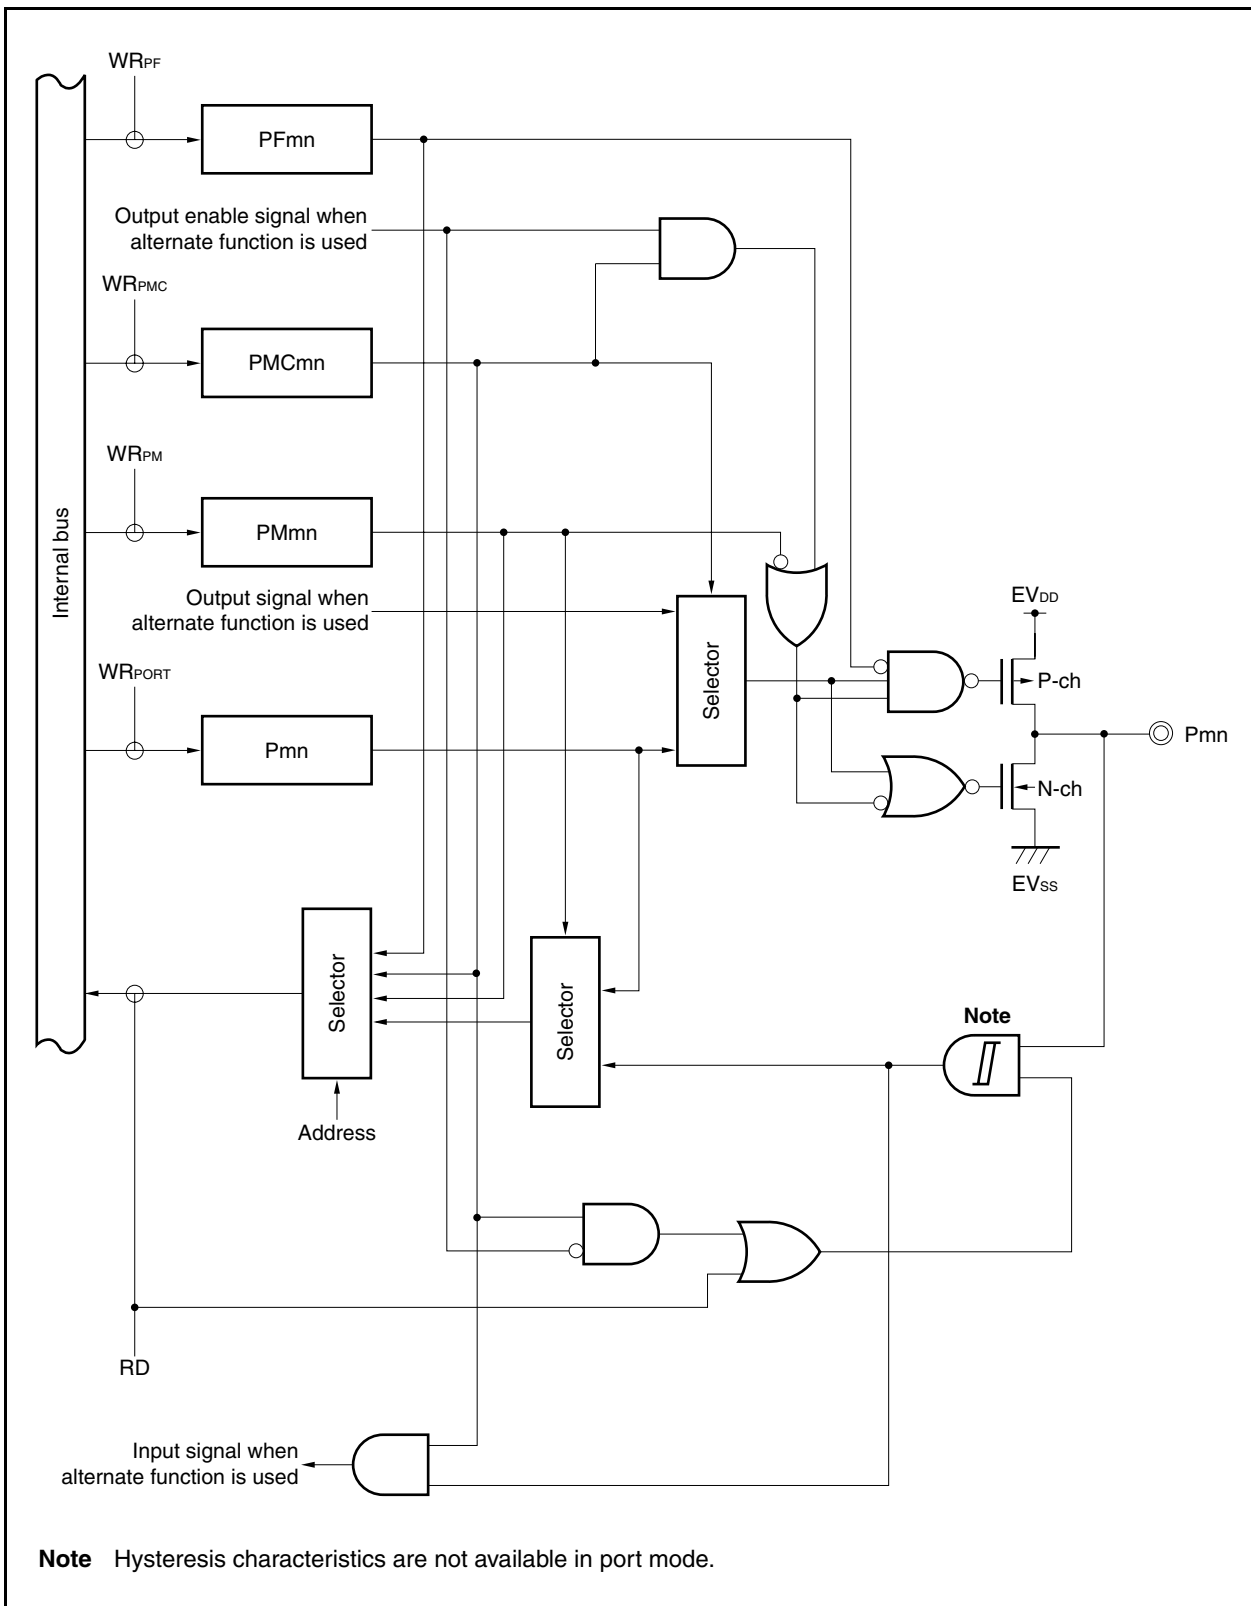 WRPF
PFmn
Output enable signal when
alternate function is used
WRPMC
PMCmn
WRPM
PMmn
Internal bus
Output signal when
alternate function is used
EVDD
Selector
P-ch
WRPORT
Pmn
Pmn
N-ch
EVSS
Selector
Selector
Note
Address
RD
Input signal when
alternate function is used
Note Hysteresis characteristics are not available in port mode.